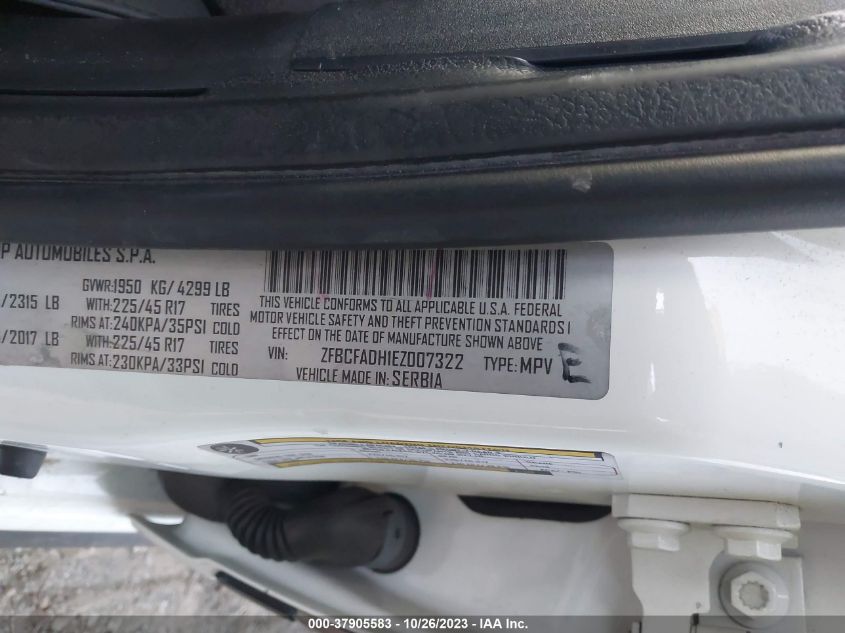 P AUTOMOBILES S.P.A.
GVWR:1950 KG/4299 LB
/2315 LB WITH:225/45 R17 TIRES
RIMS AT:240KPA/35PSI COLD
/2017 LB WITH:225/45 R17 TIRES
RIMS AT:230KPA/33PSI COLD
THIS VEHICLE CONFORMS TO ALL APPLICABLE U.S.A. FEDERAL
MOTOR VEHICLE SAFETY AND THEFT PREVENTION STANDARDS I
EFFECT ON THE DATE OF MANUFACTURE SHOWN ABOVE
VIN: ZFBCFADH1EZ007322 TYPE:MPV E
VEHICLE MADE IN:SERBIA
000-37905583 - 10/26/2023 - IAA Inc.